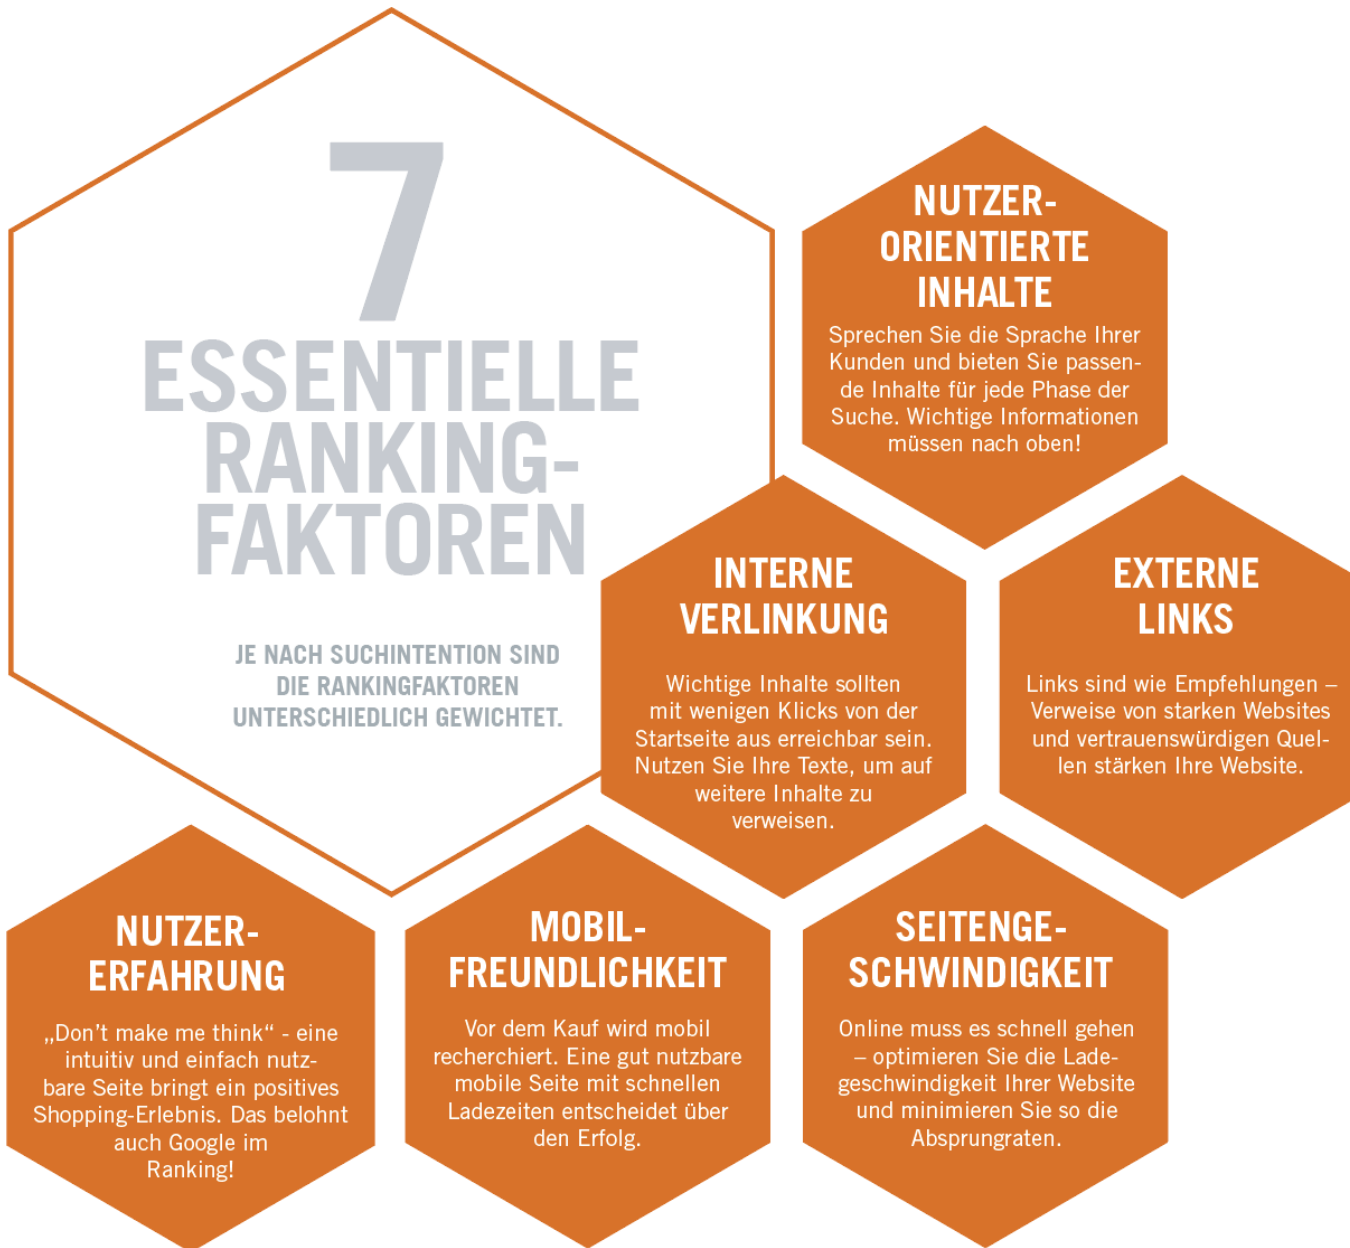 7
ESSENTIELLE
RANKING-
FAKTOREN
JE NACH SUCHINTENTION SIND
DIE RANKINGFAKTOREN
UNTERSCHIEDLICH GEWICHTET.
NUTZER-
ORIENTIERTE
INHALTE
Sprechen Sie die Sprache Ihrer
Kunden und bieten Sie passen-
de Inhalte für jede Phase der
Suche. Wichtige Informationen
müssen nach oben!
INTERNE
VERLINKUNG
Wichtige Inhalte sollten
mit wenigen Klicks von der
Startseite aus erreichbar sein.
Nutzen Sie Ihre Texte, um auf
weitere Inhalte zu
verweisen.
EXTERNE
LINKS
Links sind wie Empfehlungen –
Verweise von starken Websites
und vertrauenswürdigen Quel-
len stärken Ihre Website.
NUTZER-
ERFAHRUNG
„Don't make me think“ - eine
intuitiv und einfach nutz-
bare Seite bringt ein positives
Shopping-Erlebnis. Das belohnt
auch Google im
Ranking!
MOBIL-
FREUNDLICHKEIT
Vor dem Kauf wird mobil
recherchiert. Eine gut nutzbare
mobile Seite mit schnellen
Ladezeiten entscheidet über
den Erfolg.
SEITENGE-
SCHWINDIGKEIT
Online muss es schnell gehen
– optimieren Sie die Lade-
geschwindigkeit Ihrer Website
und minimieren Sie so die
Absprungraten.